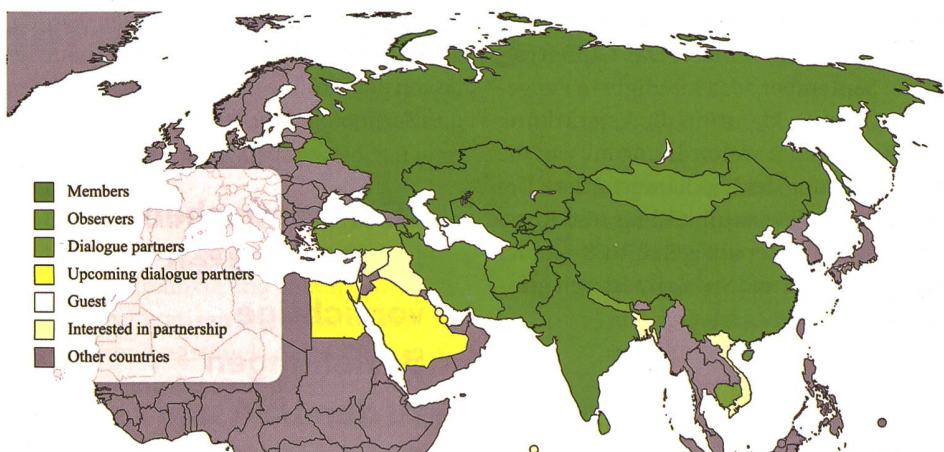 Members
Observers
Dialogue partners
Upcoming dialogue partners
Guest
Interested in partnership
Other countries